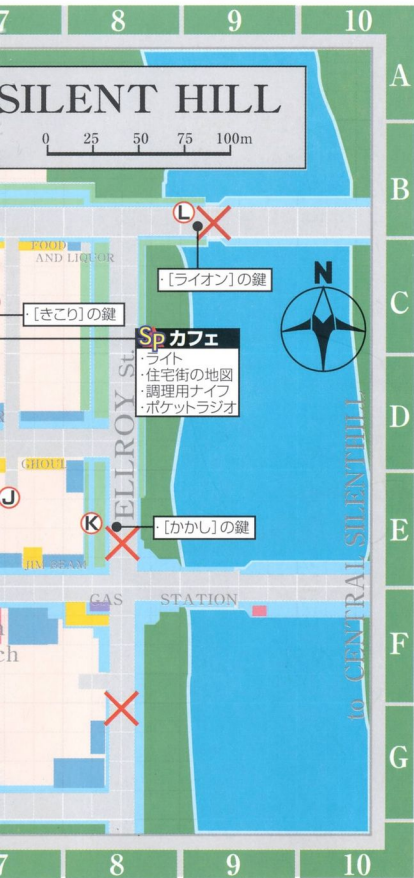 7 8 9 10
SILENT HILL
0 25 50 75 100m
A
B
L
FOOD
AND LIQUOR
・[ライオン]の鍵
N
C
・[きこり]の鍵
Sp カフェ
・ライト
・住宅街の地図
・調理用ナイフ
・ポケットラジオ
D
ELLROY St.
GHOUL
J
K
・[かかし]の鍵
E
JIM BEAM
GAS STATION
to CENTRAL SILENTHILL
F
ch
G
7 8 9 10